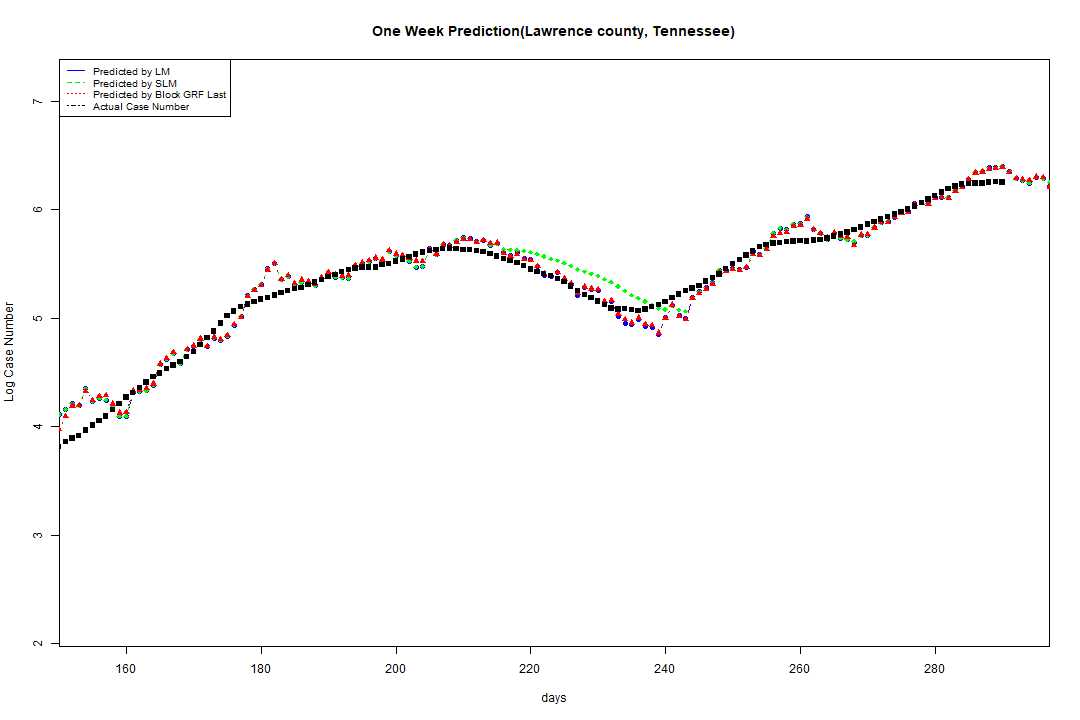 One Week Prediction(Lawrence county, Tennessee)
Predicted by LM
Predicted by SLM
Predicted by Block GRF Last
Actual Case Number
7
6
5
4
3
2
Log Case Number
160 180 200 220 240 260 280
days